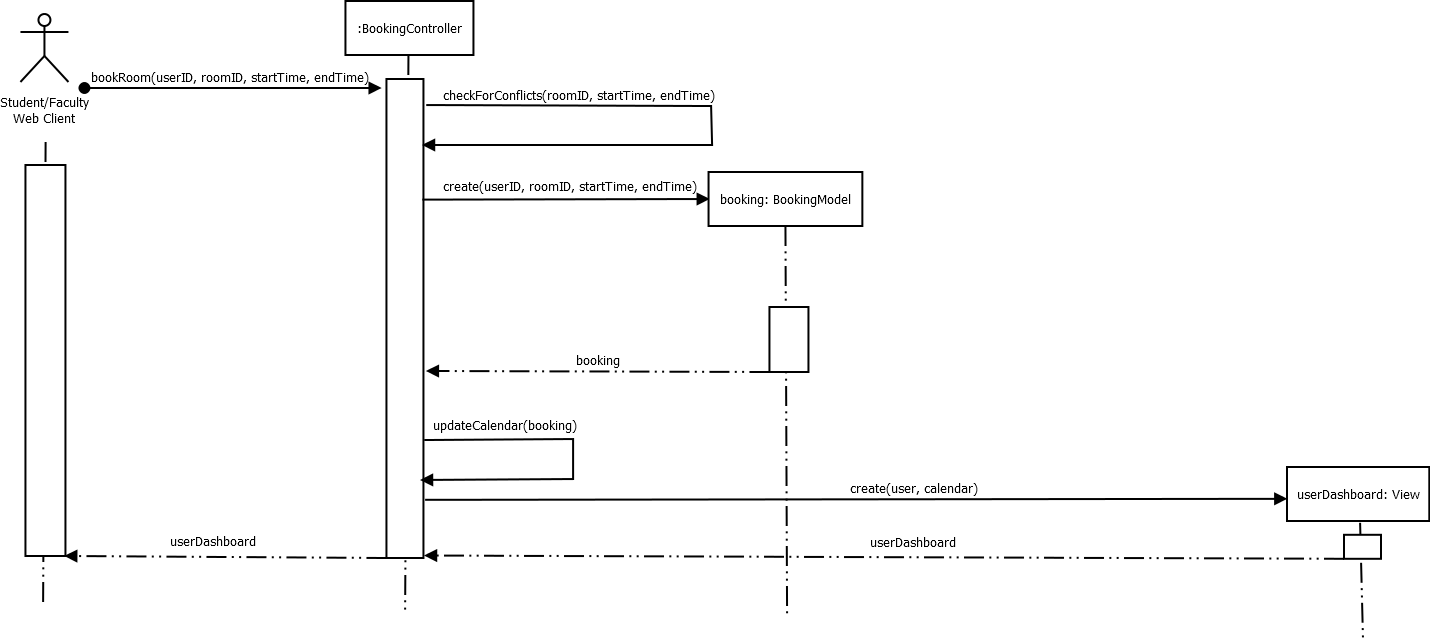 :BookingController
bookRoom(userID, roomID, startTime, endTime)
Student/Faculty
Web Client
checkForConflicts(roomID, startTime, endTime)
create(userID, roomID, startTime, endTime)
booking: BookingModel
booking
updateCalendar(booking)
create(user, calendar)
userDashboard: View
userDashboard
userDashboard